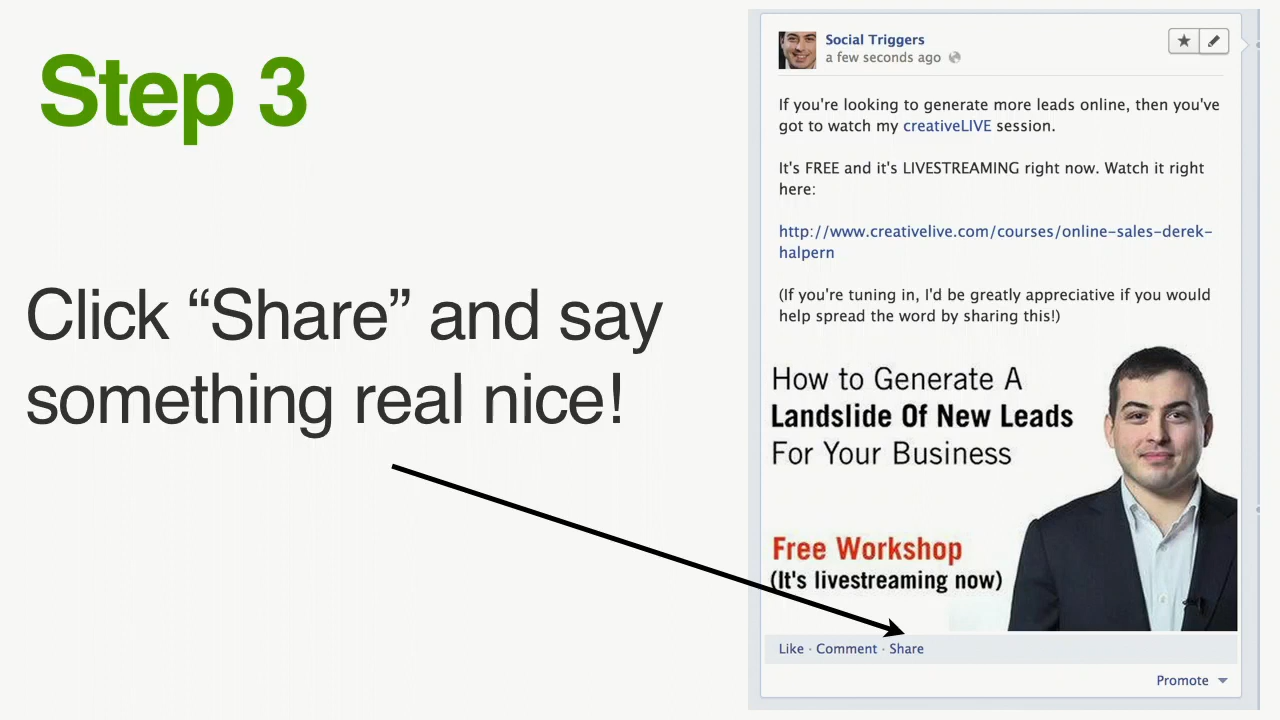 Step 3
Click “Share” and say
something real nice!
Social Triggers
a few seconds ago
If you're looking to generate more leads online, then you've
got to watch my creativeLIVE session.
It's FREE and it's LIVESTREAMING right now. Watch it right
here:
http://www.creativelive.com/courses/online-sales-derek-
halpern
(If you're tuning in, I'd be greatly appreciative if you would
help spread the word by sharing this!)
How to Generate A
Landslide Of New Leads
For Your Business
Free Workshop
(It's livestreaming now)
Like · Comment · Share
Promote